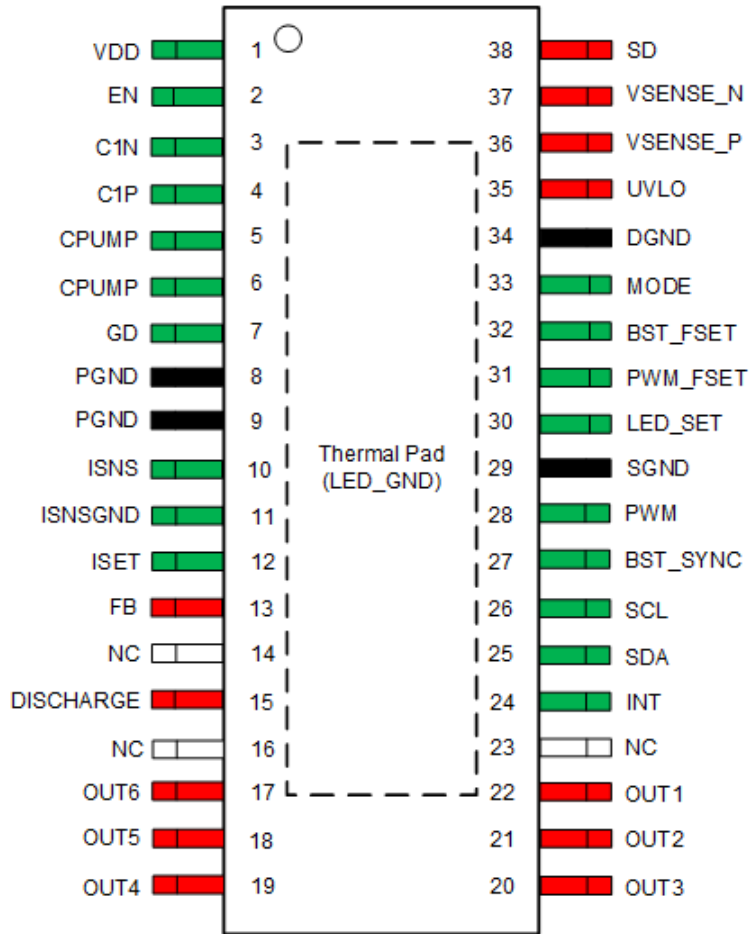 VDD 1 38 SD
EN 2 37 VSENSE_N
C1N 3 36 VSENSE_P
C1P 4 35 UVLO
CPUMP 5 34 DGND
CPUMP 6 33 MODE
GD 7 32 BST_FSET
PGND 8 31 PWM_FSET
PGND 9 30 LED_SET
Thermal Pad
(LED_GND)
ISNS 10 29 SGND
ISNSGND 11 28 PWM
ISET 12 27 BST_SYNC
FB 13 26 SCL
NC 14 25 SDA
DISCHARGE 15 24 INT
NC 16 23 NC
OUT6 17 22 OUT1
OUT5 18 21 OUT2
OUT4 19 20 OUT3